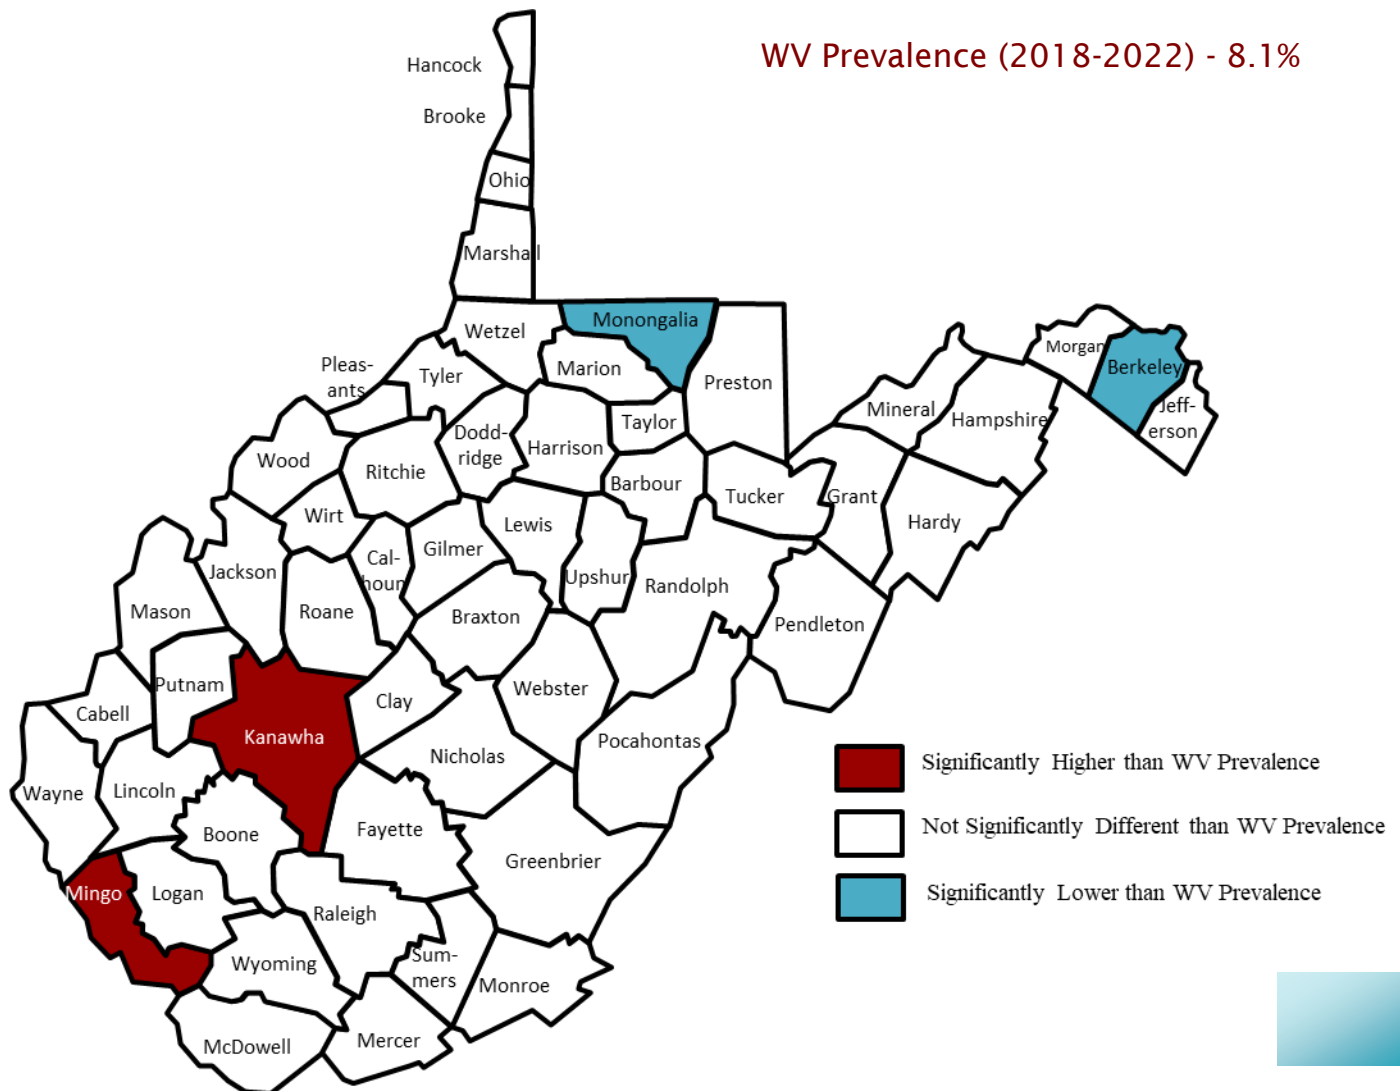 WV Prevalence (2018-2022) - 8.1%
Hancock
Brooke
Ohio
Marshall
Wetzel
Monongalia
Marion
Preston
Pleas-
ants
Tyler
Morgan
Berkeley
Jeff-
erson
Mineral
Hampshire
Wood
Ritchie
Dodd-
ridge
Harrison
Taylor
Barbour
Tucker
Grant
Hardy
Wirt
Cal-
houn
Gilmer
Lewis
Upshur
Randolph
Jackson
Roane
Mason
Braxton
Pendleton
Putnam
Cabell
Kanawha
Clay
Webster
Nicholas
Pocahontas
Wayne
Lincoln
Boone
Fayette
Greenbrier
Mingo
Logan
Raleigh
Wyoming
Sum-
mers
Monroe
McDowell
Mercer
Significantly Higher than WV Prevalence
Not Significantly Different than WV Prevalence
Significantly Lower than WV Prevalence